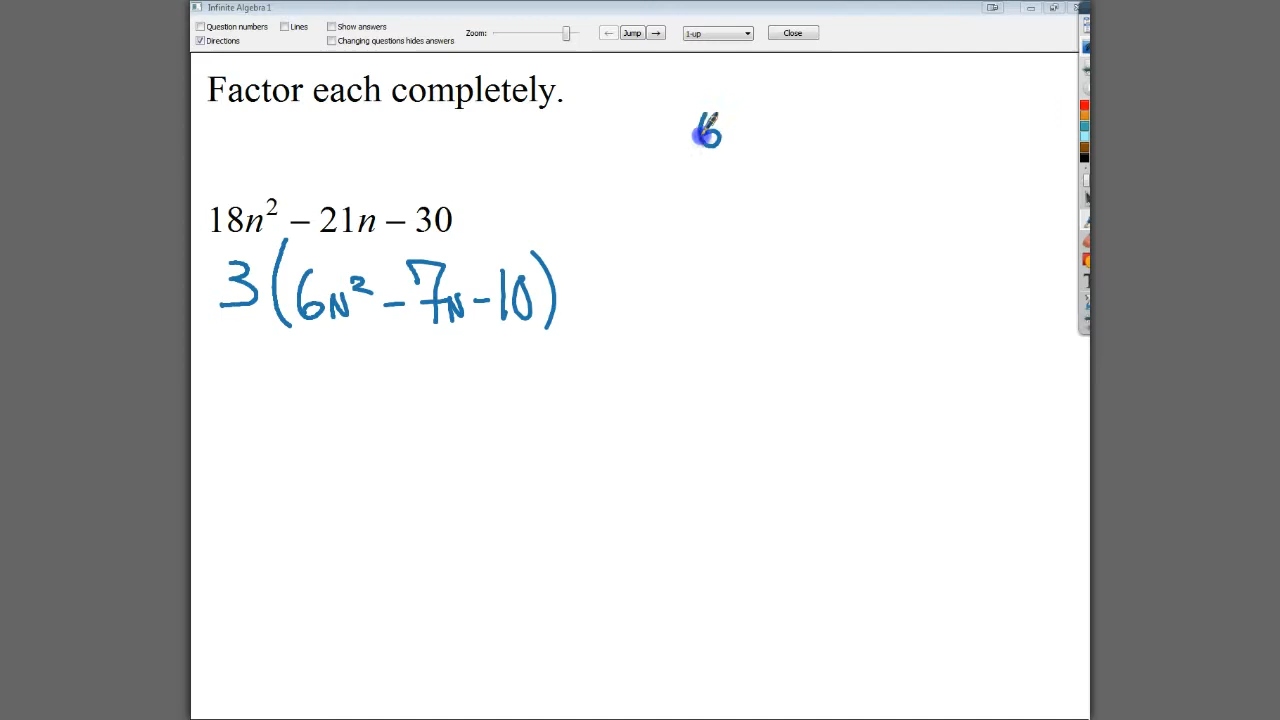 Infinite Algebra 1
Question numbers Lines Show answers
Directions Changing questions hides answers
Zoom: Jump 1-up Close
Factor each completely.
6
18n² – 21n – 30
3(6n² – 7n – 10)